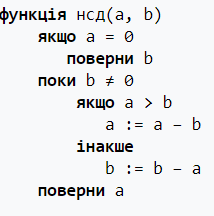 функція нсд(a, b)
якщо a = 0
поверни b
поки b ≠ 0
якщо a > b
a := a − b
інакше
b := b − a
поверни a